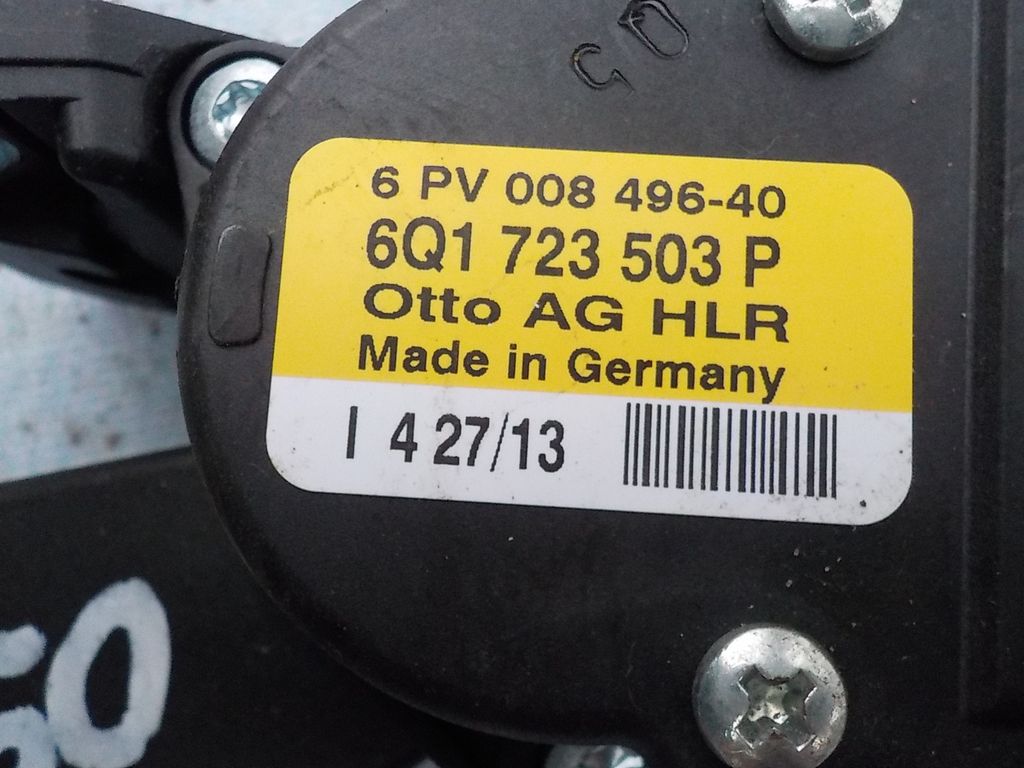 6 PV 008 496-40
6Q1 723 503 P
Otto AG HLR
Made in Germany
I 4 27/13